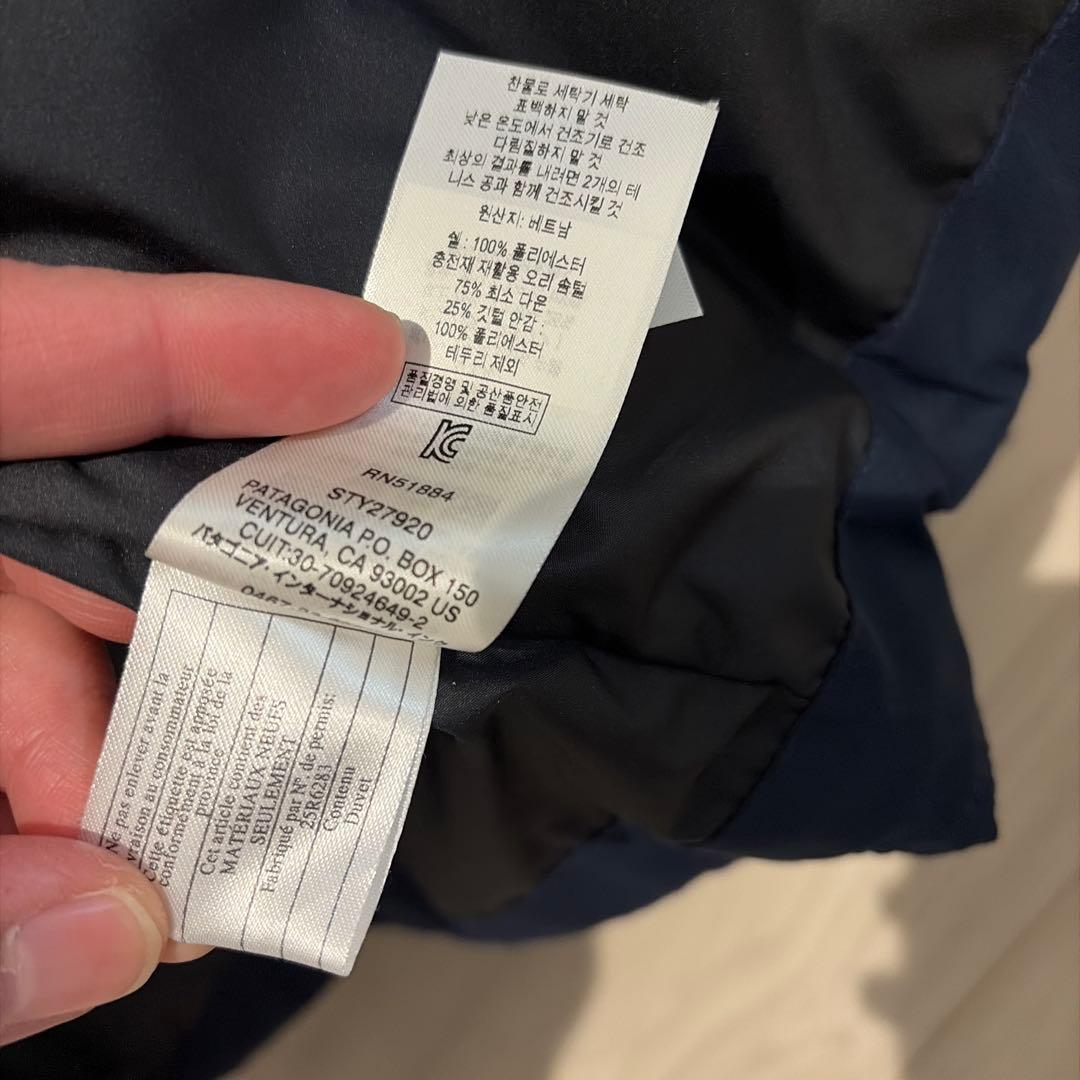 찬물로 세탁기 세탁
표백하지 말 것
낮은 온도에서 건조기로 건조
다림질하지 말 것
최상의 결과를 내려면 2개의 테
니스 공과 함께 건조시킬 것
원산지: 베트남
쉘 : 100% 폴리에스터
충전재 재활용 오리 솜털
75% 최소 다운
25% 깃털 안감 :
100% 폴리에스터
테두리 제외
품질경영 및 공산품안전
관리법에 의한 품질표시
RN51884
STY27920
PATAGONIA P.O. BOX 150
VENTURA, CA 93002 US
CUIT:30-70924649-2
パタゴニア・インターナショナル・インク
Ne pas enlever avant la
livraison au consommateur
Cette étiquette est apposée
conformément à la loi de la
province
Cet article contient des
MATERIAUX NHUES
SEULEMENT
Fabriqué par N°. de permis:
25R6283
Contenu
Duvet